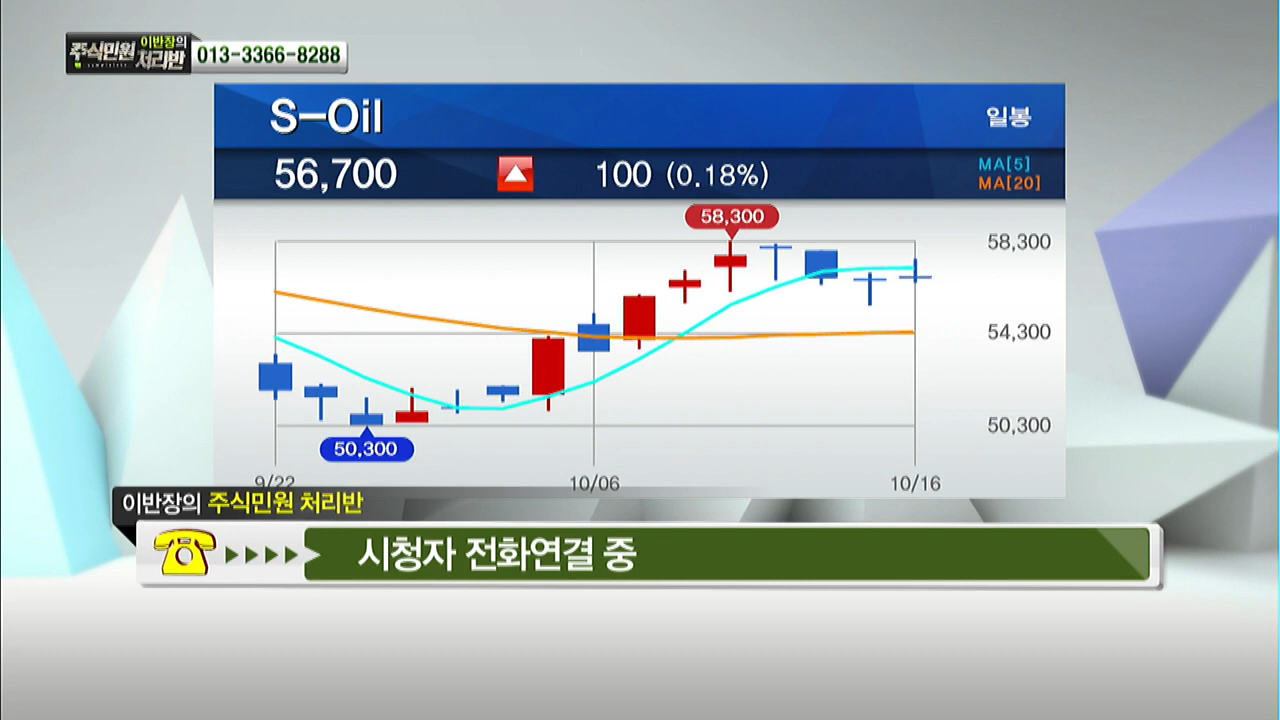 이반장의
주식민원 처리반 013-3366-8288
S-Oil 일봉
56,700 100 (0.18%) MA[5]
MA[20]
58,300
58,300
54,300
50,300
50,300
9/22 10/06 10/16
이반장의 주식민원 처리반
시청자 전화연결 중